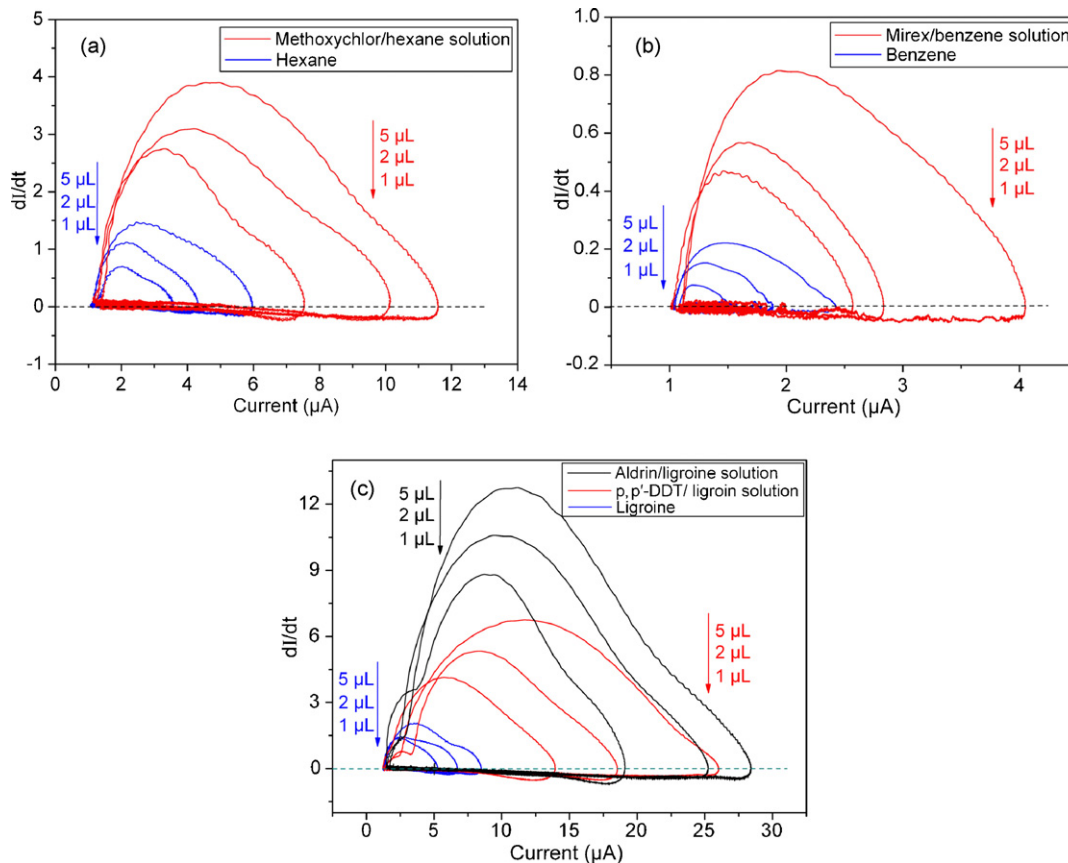 (a)
Methoxychlor/hexane solution
Hexane
5 µL
2 µL
1 µL
5 µL
2 µL
1 µL
5
4
3
2
1
0
-1
dI/dt
0 2 4 6 8 10 12 14
Current (µA)
(b)
Mirex/benzene solution
Benzene
5 µL
2 µL
1 µL
5 µL
2 µL
1 µL
1.0
0.8
0.6
0.4
0.2
0.0
-0.2
dI/dt
1 2 3 4
Current (µA)
(c)
Aldrin/ligroine solution
p,p'-DDT/ ligroin solution
Ligroine
5 µL
2 µL
1 µL
5 µL
2 µL
1 µL
5 µL
2 µL
1 µL
12
9
6
3
0
dI/dt
0 5 10 15 20 25 30
Current (µA)